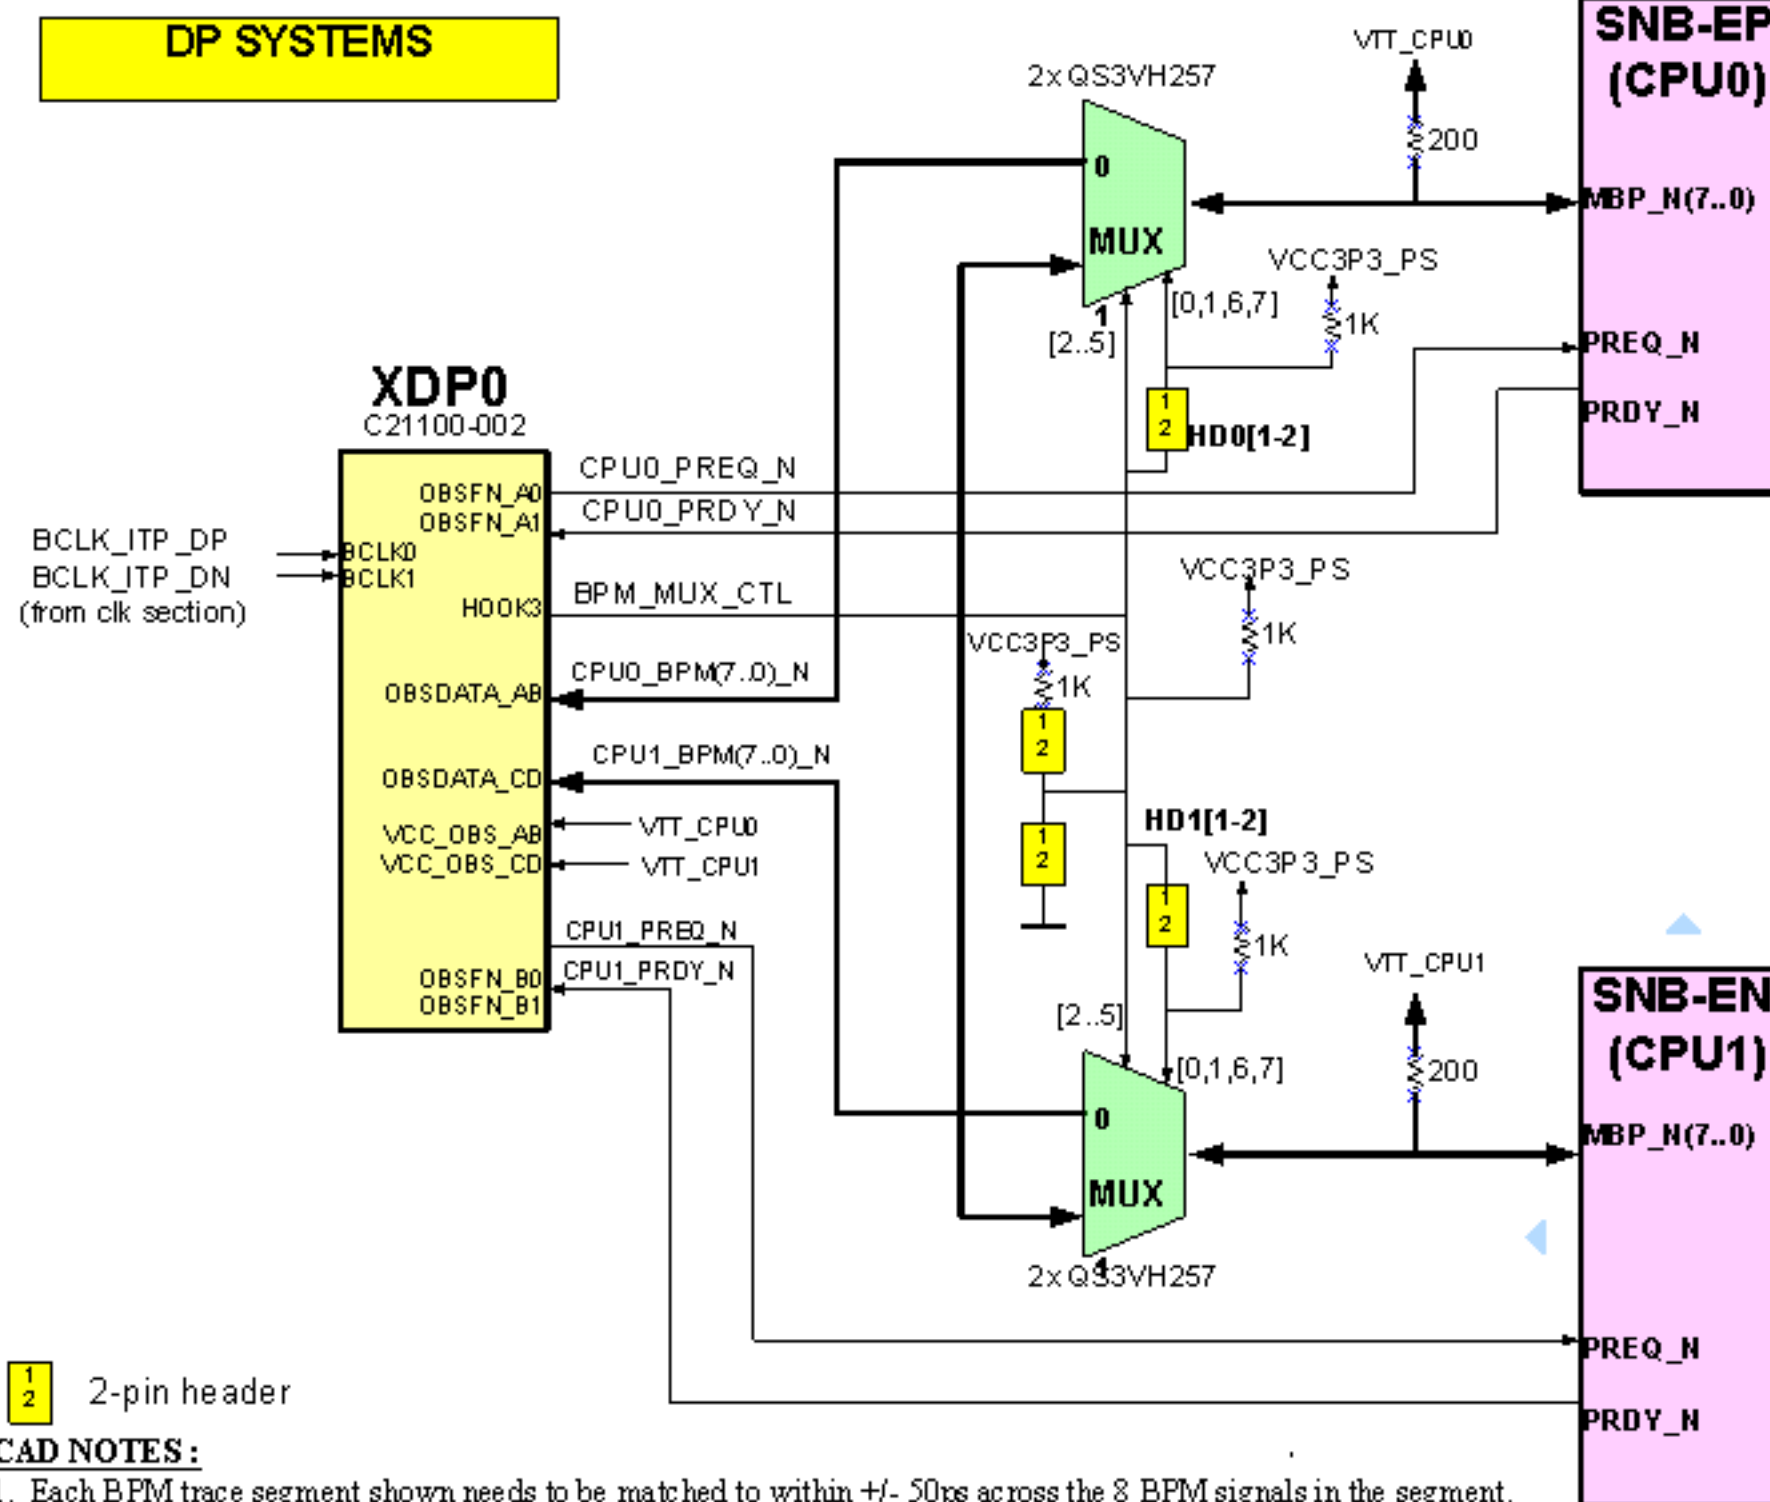 DP SYSTEMS
2x QS3VH257
0
MUX
1
[2..5]
[0,1,6,7]
VTT_CPU0
200
VCC3P3_PS
1K
1
2
HD0[1-2]
SNB-EP
(CPU0)
MBP_N(7..0)
PREQ_N
PRDY_N
XDP0
C21100-002
OBSFN_A0
OBSFN_A1
BCLK0
BCLK1
HOOK3
OBSDATA_AB
OBSDATA_CD
VCC_OBS_AB
VCC_OBS_CD
OBSFN_B0
OBSFN_B1
BCLK_ITP_DP
BCLK_ITP_DN
(from clk section)
CPU0_PREQ_N
CPU0_PRDY_N
BPM_MUX_CTL
CPU0_BPM(7..0)_N
CPU1_BPM(7..0)_N
VTT_CPU0
VTT_CPU1
CPU1_PREQ_N
CPU1_PRDY_N
VCC3P3_PS
1K
VCC3P3_PS
1K
1
2
1
2
HD1[1-2]
VCC3P3_PS
1
2
1K
[2..5]
[0,1,6,7]
0
MUX
1
2x QS3VH257
VTT_CPU1
200
SNB-EN
(CPU1)
MBP_N(7..0)
PREQ_N
PRDY_N
1
2
2-pin header
CAD NOTES :
1. Each BPM trace segment shown needs to be matched to within +/- 50ps across the 8 BPM signals in the segment.